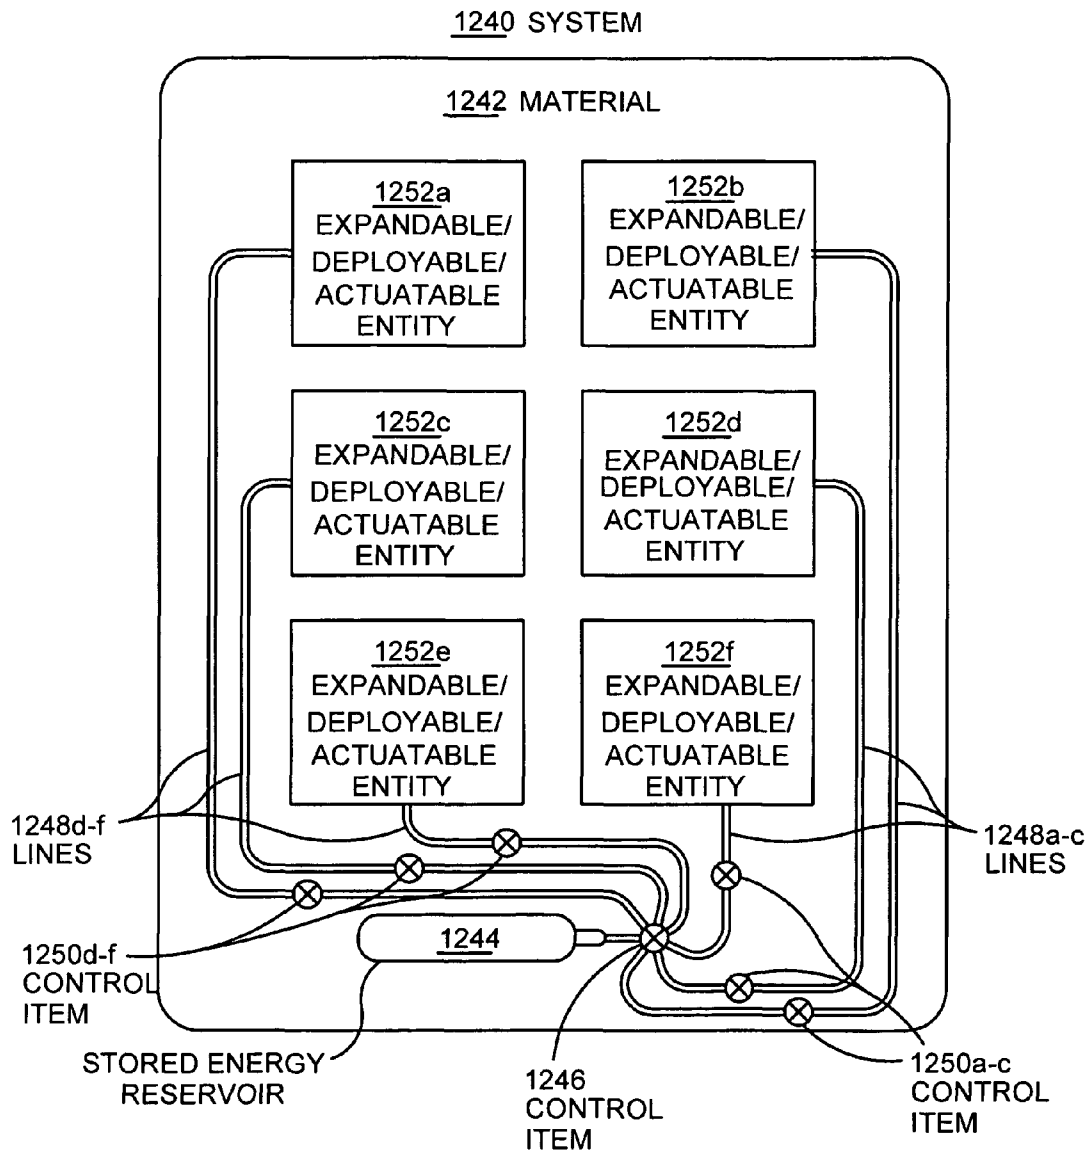 1240 SYSTEM
1242 MATERIAL
1252a
EXPANDABLE/
DEPLOYABLE/
ACTUATABLE
ENTITY
1252b
EXPANDABLE/
DEPLOYABLE/
ACTUATABLE
ENTITY
1252c
EXPANDABLE/
DEPLOYABLE/
ACTUATABLE
ENTITY
1252d
EXPANDABLE/
DEPLOYABLE/
ACTUATABLE
ENTITY
1252e
EXPANDABLE/
DEPLOYABLE/
ACTUATABLE
ENTITY
1252f
EXPANDABLE/
DEPLOYABLE/
ACTUATABLE
ENTITY
1248d-f
LINES
1248a-c
LINES
1250d-f
CONTROL
ITEM
1244
STORED ENERGY
RESERVOIR
1246
CONTROL
ITEM
1250a-c
CONTROL
ITEM